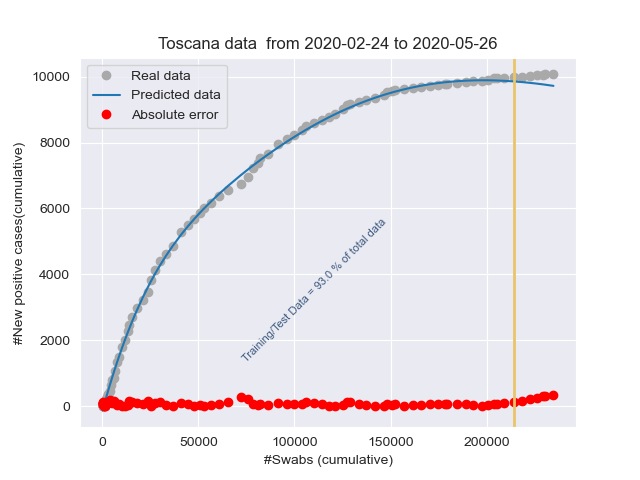 Toscana data  from 2020-02-24 to 2020-05-26
Real data
Predicted data
Absolute error
10000
8000
6000
4000
2000
0
#New positive cases(cumulative)
Training/Test Data = 93.0 % of total data
0
50000
100000
150000
200000
#Swabs (cumulative)